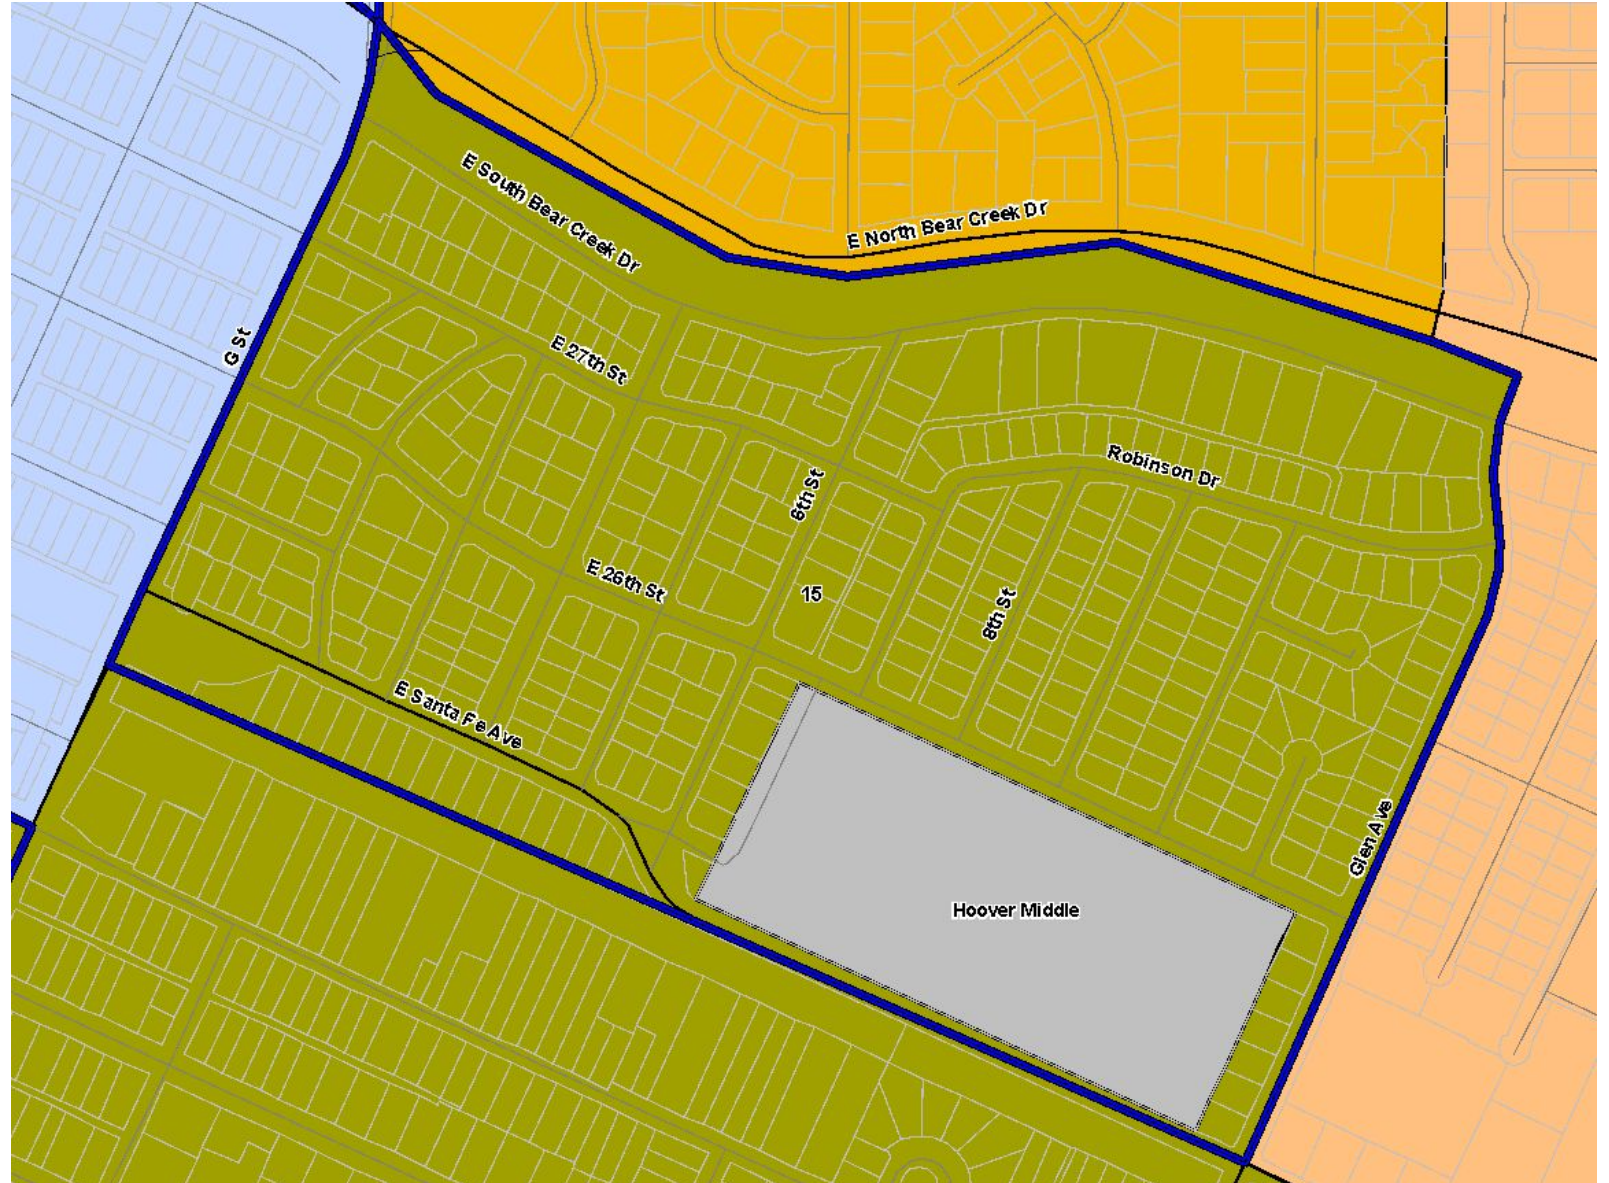 E South Bear Creek Dr
E North Bear Creek Dr
G St
E 27th St
Robinson Dr
6th St
E 26th St
15
8th St
E Santa Fe Ave
Glen Ave
Hoover Middle